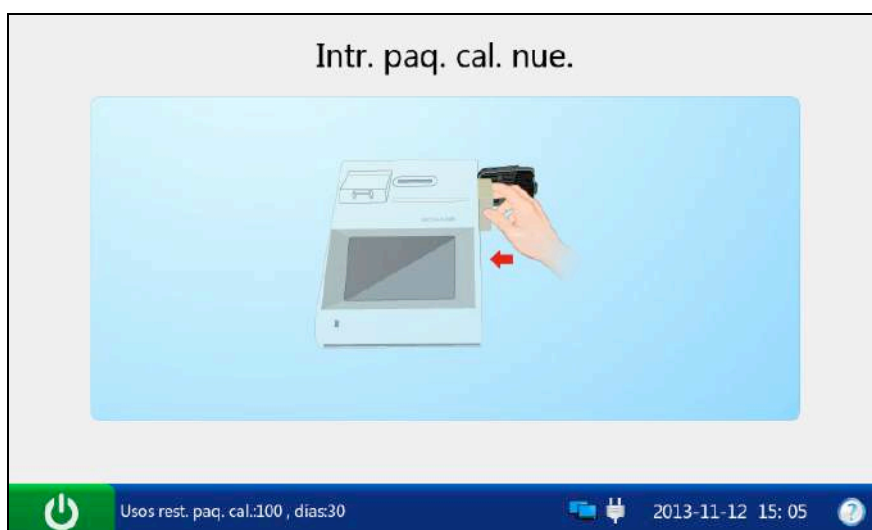 Intr. paq. cal. nue.
Usos rest. paq. cal.:100 , dias:30
2013-11-12 15: 05